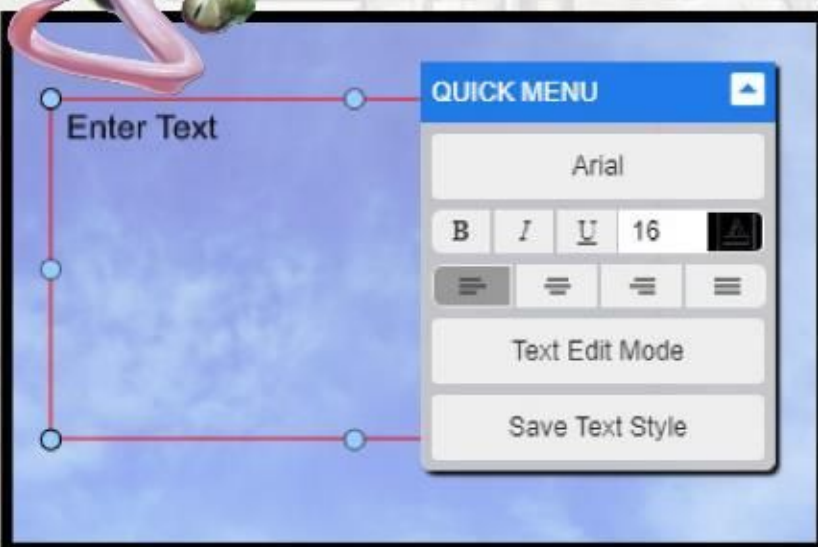 Enter Text
QUICK MENU
Arial
B I U 16
Text Edit Mode
Save Text Style